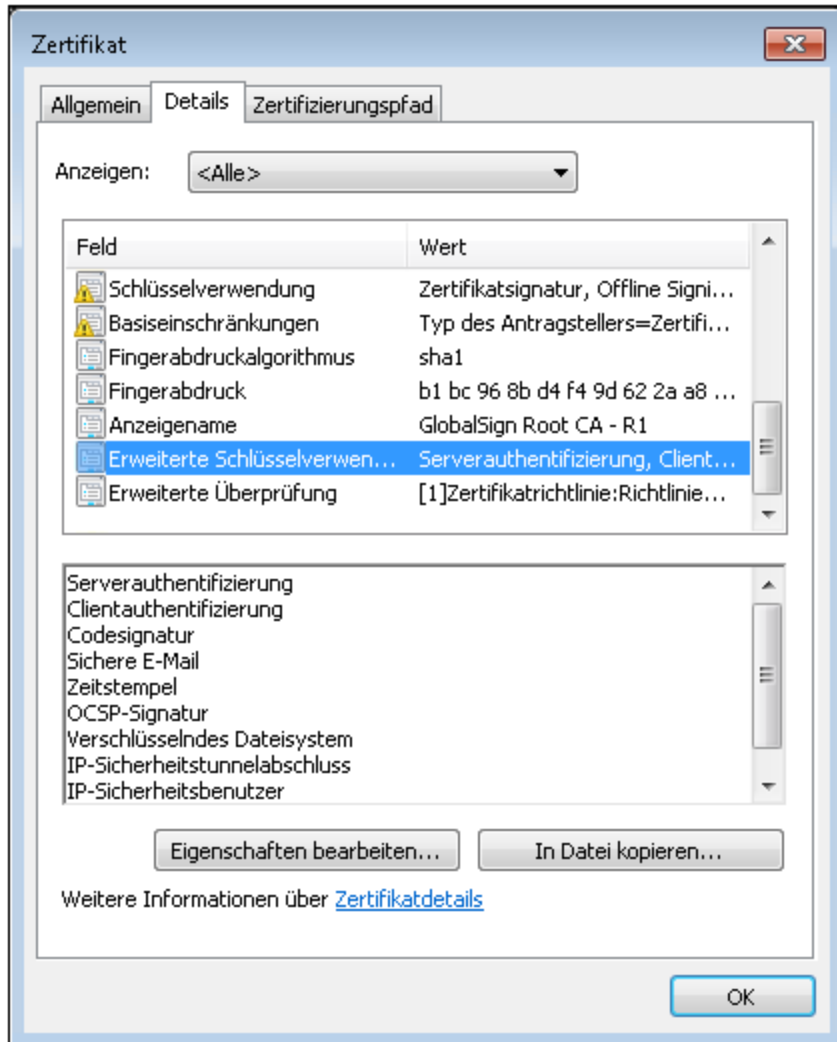 Zertifikat
Allgemein Details Zertifizierungspfad
Anzeigen: <Alle>
Feld Wert
Schlüsselverwendung Zertifikatsignatur, Offline Signi...
Basiseinschränkungen Typ des Antragstellers=Zertifi...
Fingerabdruckalgorithmus sha1
Fingerabdruck b1 bc 96 8b d4 f4 9d 62 2a a8 ...
Anzeigename GlobalSign Root CA - R1
Erweiterte Schlüsselverwen... Serverauthentifizierung, Client...
Erweiterte Überprüfung [1]Zertifikatrichtlinie:Richtlinie...
Serverauthentifizierung
Clientauthentifizierung
Codesignatur
Sichere E-Mail
Zeitstempel
OCSP-Signatur
Verschlüsselndes Dateisystem
IP-Sicherheitstunnelabschluss
IP-Sicherheitsbenutzer
Eigenschaften bearbeiten... In Datei kopieren...
Weitere Informationen über Zertifikatdetails
OK